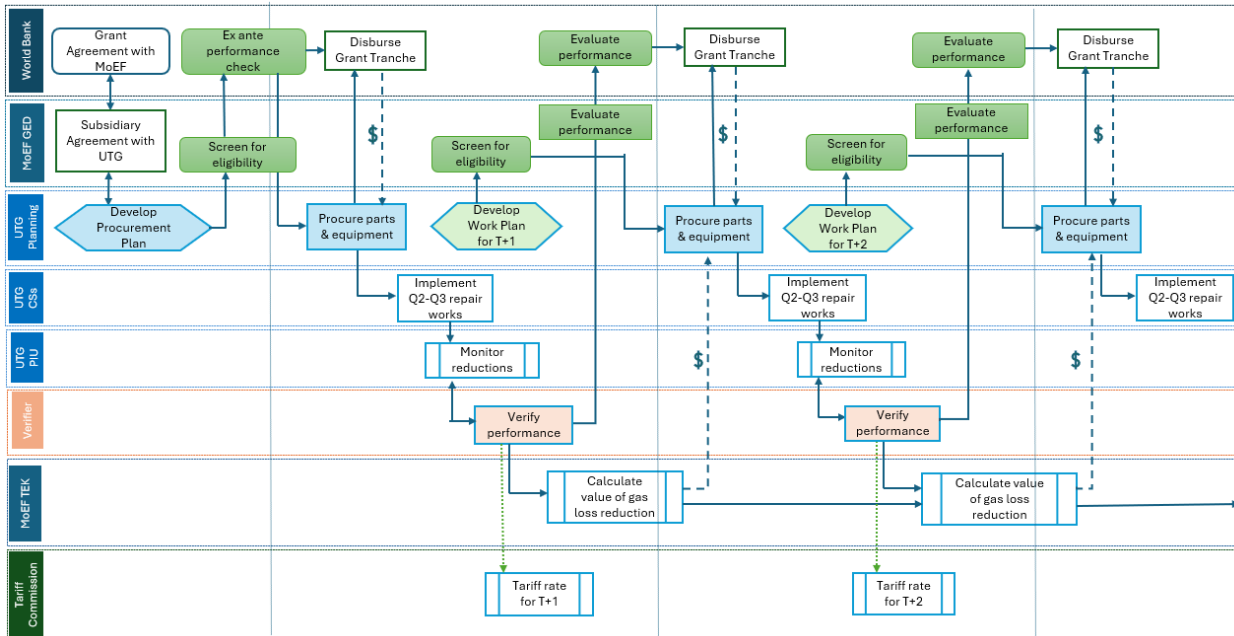 World Bank
Grant
Agreement with
MoEF
Ex ante
performance
check
Disburse
Grant Tranche
Evaluate
performance
Disburse
Grant Tranche
Evaluate
performance
Disburse
Grant Tranche
MoEF GED
Subsidiary
Agreement with
UTG
Screen for
eligibility
$
Screen for
eligibility
Evaluate
performance
$
Screen for
eligibility
Evaluate
performance
$
UTG
Planning
Develop
Procurement
Plan
Procure parts
& equipment
Develop
Work Plan
for T+1
Procure parts
& equipment
Develop
Work Plan
for T+2
Procure parts
& equipment
UTG
CSs
Implement
Q2-Q3 repair
works
Implement
Q2-Q3 repair
works
Implement
Q2-Q3 repair
works
UTG
PIU
Monitor
reductions
$
Monitor
reductions
$
Verifier
Verify
performance
Verify
performance
MoEF TEK
Calculate
value of gas
loss reduction
Calculate value
of gas loss
reduction
Tariff
Commission
Tariff rate
for T+1
Tariff rate
for T+2